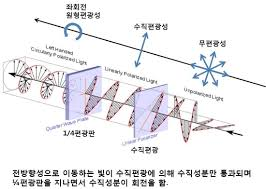 좌회전
원형편광성
수직편광성
무편광성
Left-Handed
Circularly Polarized Light
Linearly Polarized Light
Unpolarized Light
Quarter Wave Plate
1/4편광판
Linear Polarizer
수직편광
전방향성으로 이동하는 빛이 수직편광에 의해 수직성분만 통과되며
¼편광판을 지나면서 수직성분이 회전을 함.